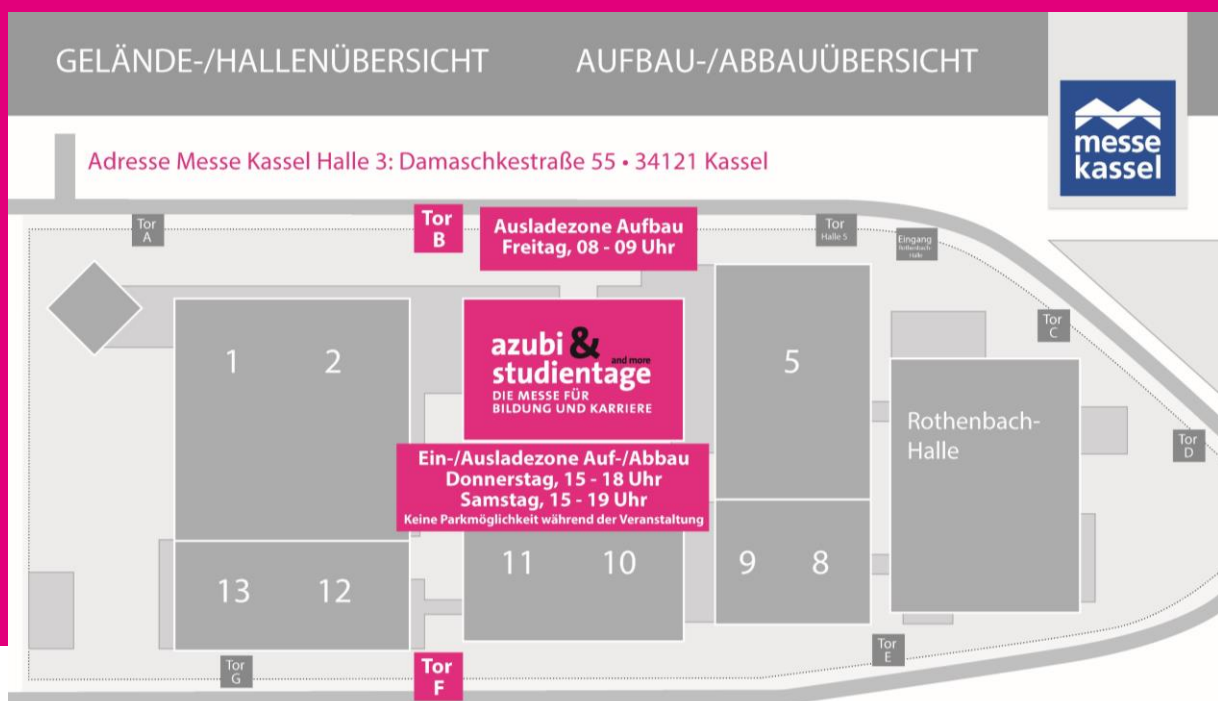 GELÄNDE-/HALLENÜBERSICHT
AUFBAU-/ABBAUÜBERSICHT
messe
kassel
Adresse Messe Kassel Halle 3: Damaschkestraße 55 • 34121 Kassel
Tor
A
Tor
B
Ausladezone Aufbau
Freitag, 08 - 09 Uhr
Tor
Halle 5
Eingang
Rothenbach-
Halle
Tor
C
1
2
azubi &
and more
studientage
DIE MESSE FÜR
BILDUNG UND KARRIERE
5
Rothenbach-
Halle
Tor
D
Ein-/Ausladezone Auf-/Abbau
Donnerstag, 15 - 18 Uhr
Samstag, 15 - 19 Uhr
Keine Parkmöglichkeit während der Veranstaltung
13
12
11
10
9
8
Tor
E
Tor
G
Tor
F